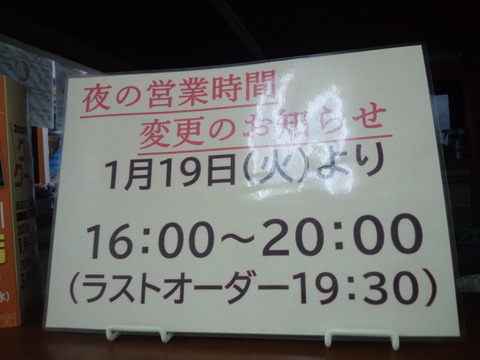 夜の営業時間
変更のお知らせ
1月19日(火)より
16:00～20:00
(ラストオーダー19:30)